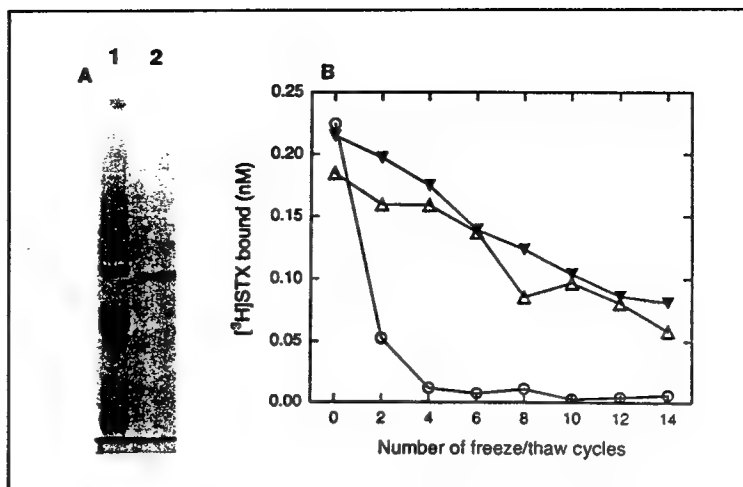 1 2
A
B
0.25
0.20
0.15
0.10
0.05
0.00
[³H]STX bound (nM)
0 2 4 6 8 10 12 14
Number of freeze/thaw cycles